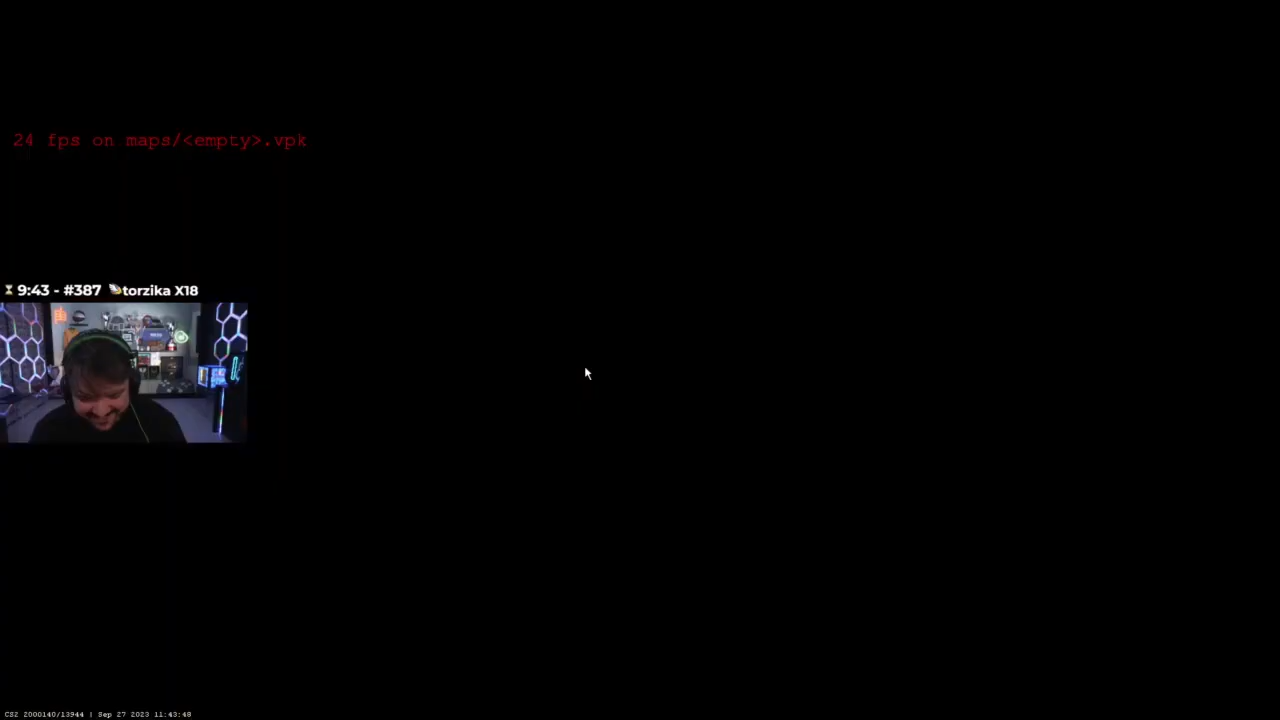 24 fps on maps/<empty>.vpk
9:43 - #387 torzika X18
CS2 2000140/13944 | Sep 27 2023 11:43:48